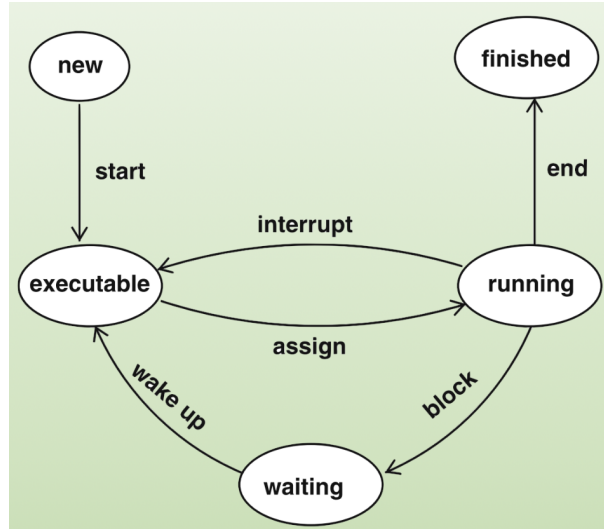 new
finished
start
end
interrupt
executable
running
assign
wake up
block
waiting